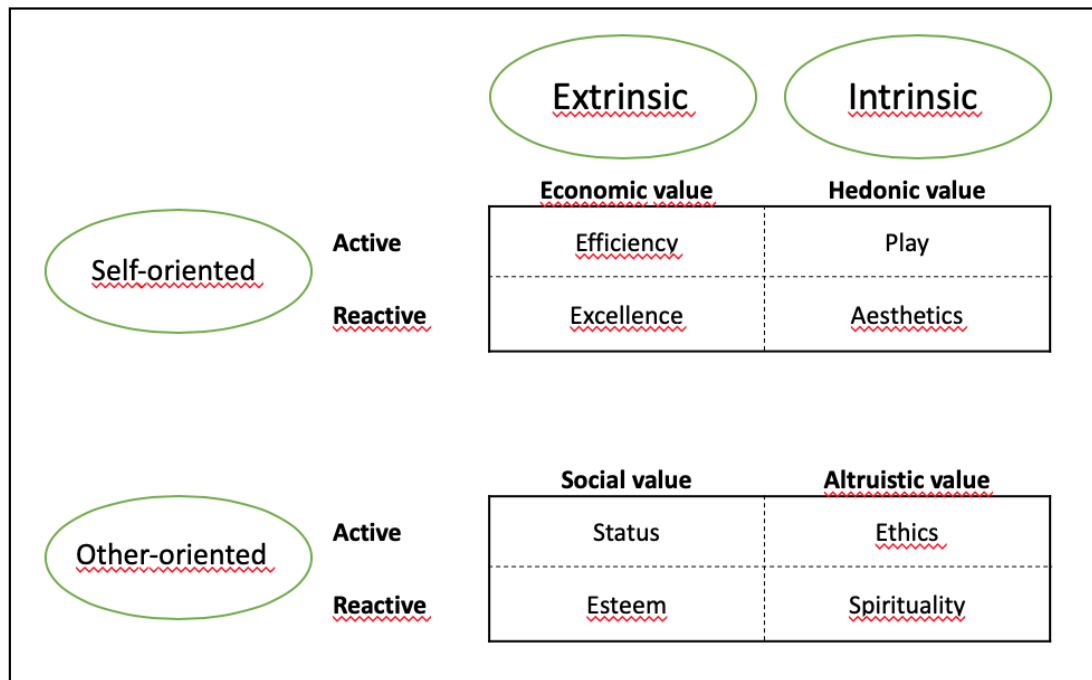 Extrinsic Intrinsic
Economic value Hedonic value
Active Efficiency Play
Self-oriented
Reactive Excellence Aesthetics
Social value Altruistic value
Active Status Ethics
Other-oriented
Reactive Esteem Spirituality